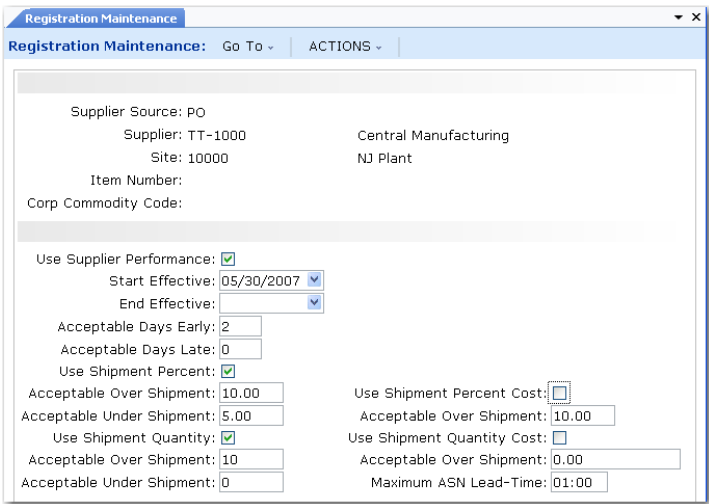 Registration Maintenance
Registration Maintenance: Go To ACTIONS
Supplier Source: PO
Supplier: TT-1000 Central Manufacturing
Site: 10000 NJ Plant
Item Number:
Corp Commodity Code:
Use Supplier Performance:
Start Effective: 05/30/2007
End Effective:
Acceptable Days Early: 2
Acceptable Days Late: 0
Use Shipment Percent:
Acceptable Over Shipment: 10.00 Use Shipment Percent Cost:
Acceptable Under Shipment: 5.00 Acceptable Over Shipment: 10.00
Use Shipment Quantity: Use Shipment Quantity Cost:
Acceptable Over Shipment: 10 Acceptable Over Shipment: 0.00
Acceptable Under Shipment: 0 Maximum ASN Lead-Time: 01:00